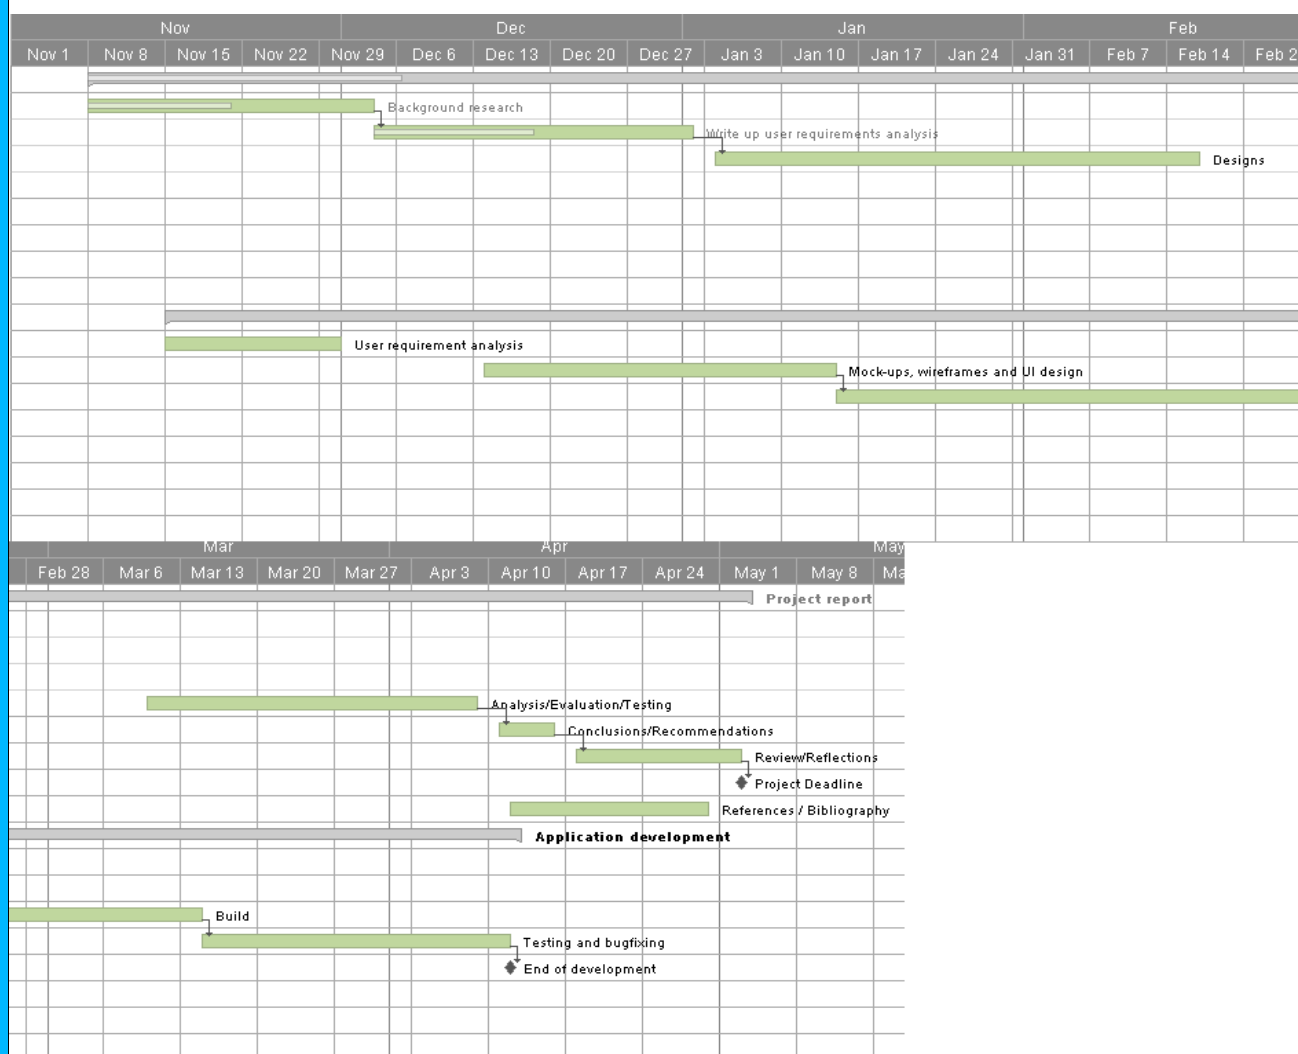 Nov Dec Jan Feb
Nov 1 Nov 8 Nov 15 Nov 22 Nov 29 Dec 6 Dec 13 Dec 20 Dec 27 Jan 3 Jan 10 Jan 17 Jan 24 Jan 31 Feb 7 Feb 14 Feb 2
Background research
Write up user requirements analysis
Designs
User requirement analysis
Mock-ups, wireframes and UI design
Mar Apr May
Feb 28 Mar 6 Mar 13 Mar 20 Mar 27 Apr 3 Apr 10 Apr 17 Apr 24 May 1 May 8 Ma
Project report
Analysis/Evaluation/Testing
Conclusions/Recommendations
Review/Reflections
Project Deadline
References / Bibliography
Application development
Build
Testing and bugfixing
End of development